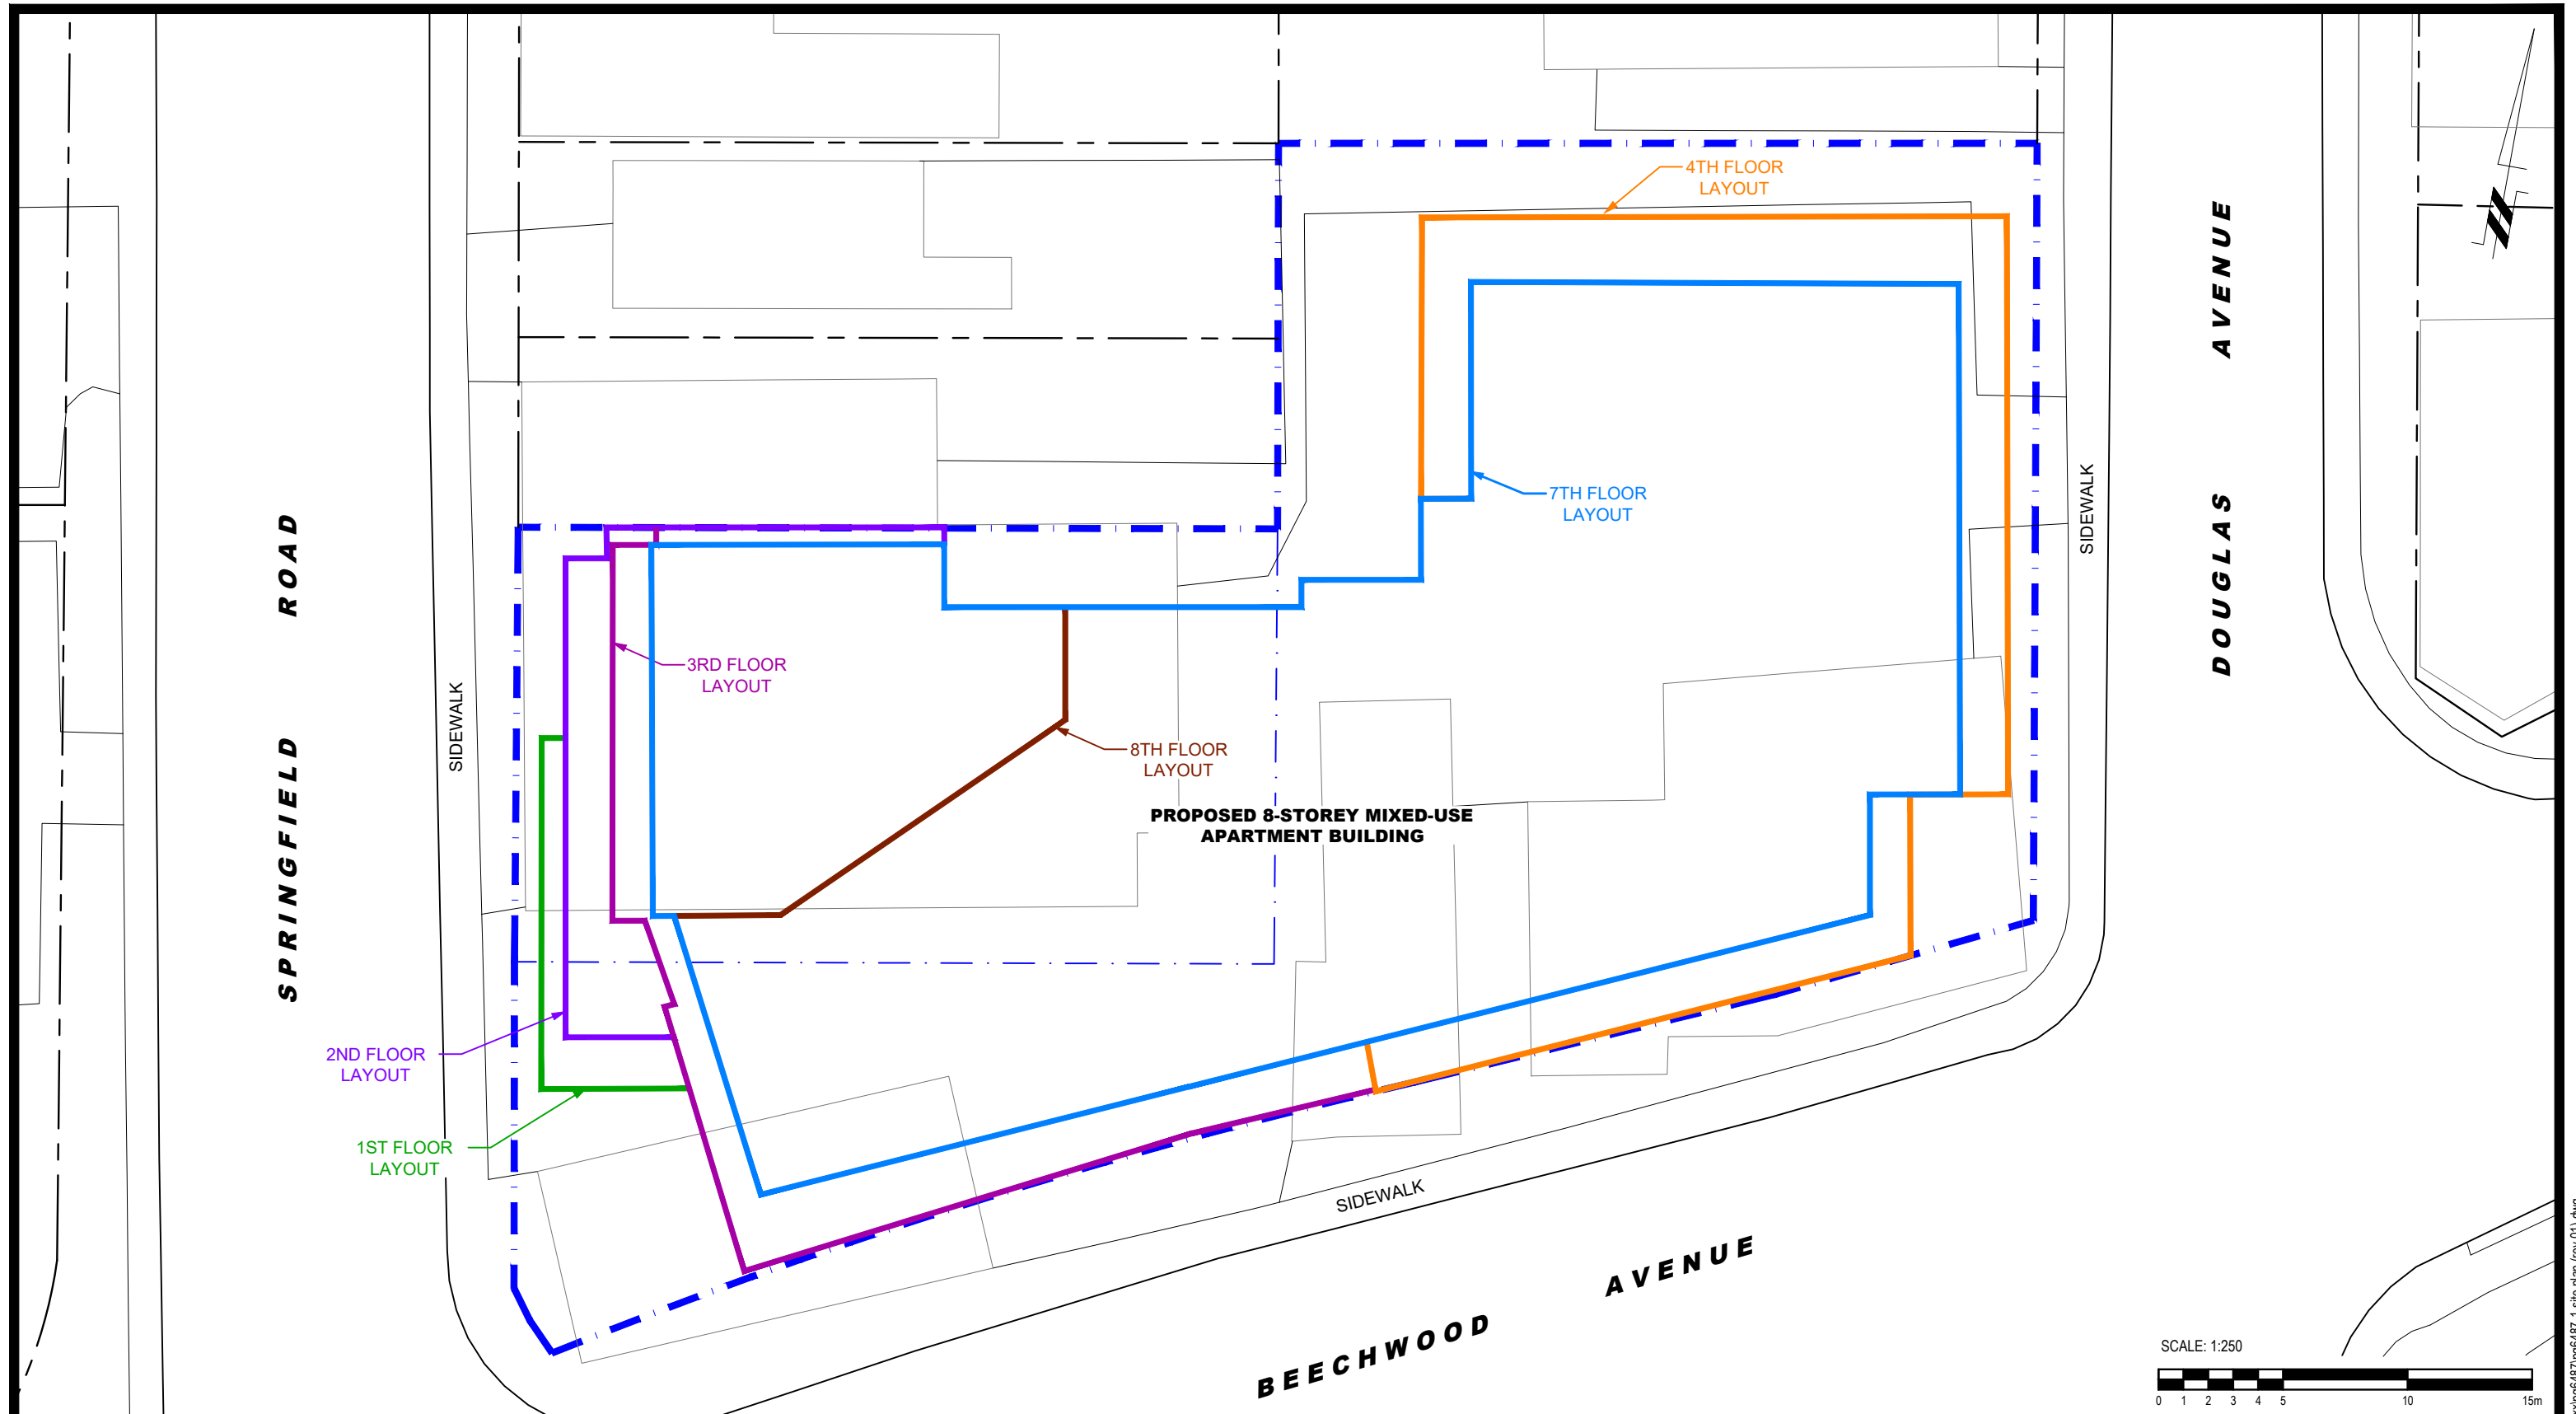 4TH FLOOR
LAYOUT
7TH FLOOR
LAYOUT
3RD FLOOR
LAYOUT
8TH FLOOR
LAYOUT
PROPOSED 8-STOREY MIXED-USE
APARTMENT BUILDING
2ND FLOOR
LAYOUT
1ST FLOOR
LAYOUT
SPRINGFIELD ROAD
SIDEWALK
SIDEWALK
DOUGLAS AVENUE
SIDEWALK
BEECHWOOD AVENUE
SCALE: 1:250
0 1 2 3 4 5 10 15m